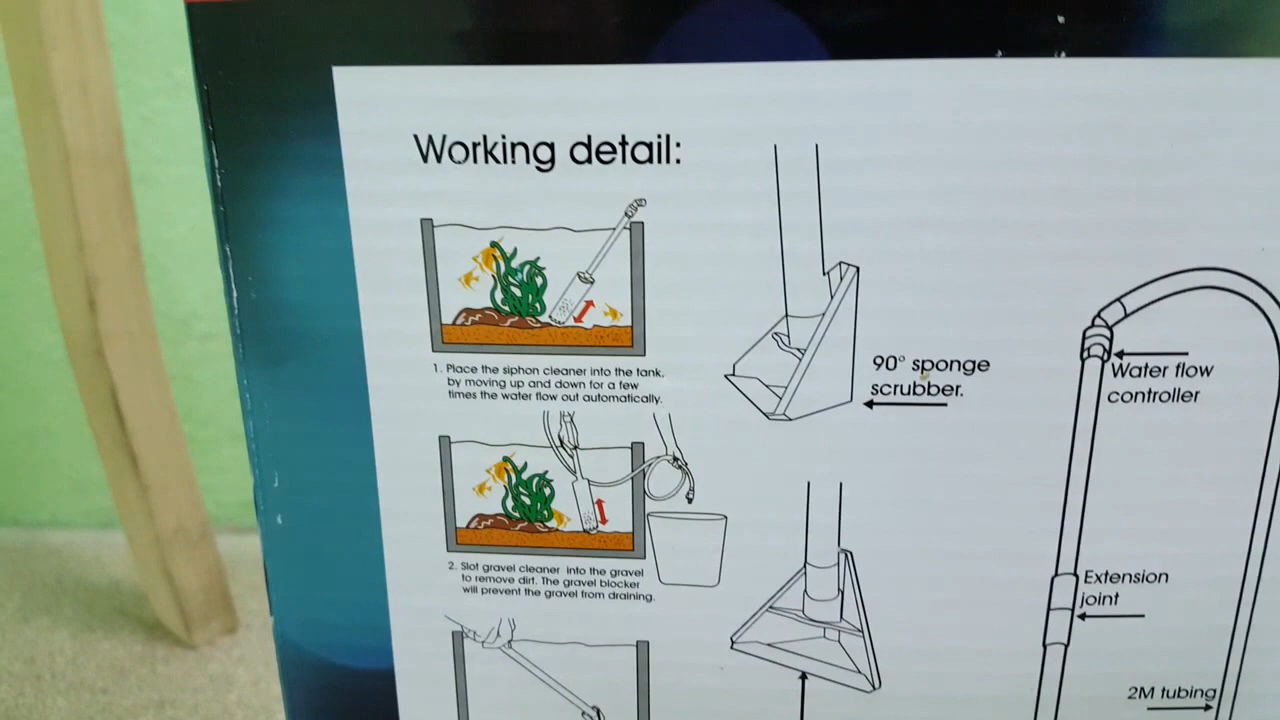 Working detail:
1. Place the siphon cleaner into the tank,
by moving up and down for a few
times the water flow out automatically.
2. Slot gravel cleaner into the gravel
to remove dirt. The gravel blocker
will prevent the gravel from draining.
90° sponge
scrubber.
Water flow
controller
Extension
joint
2M tubing